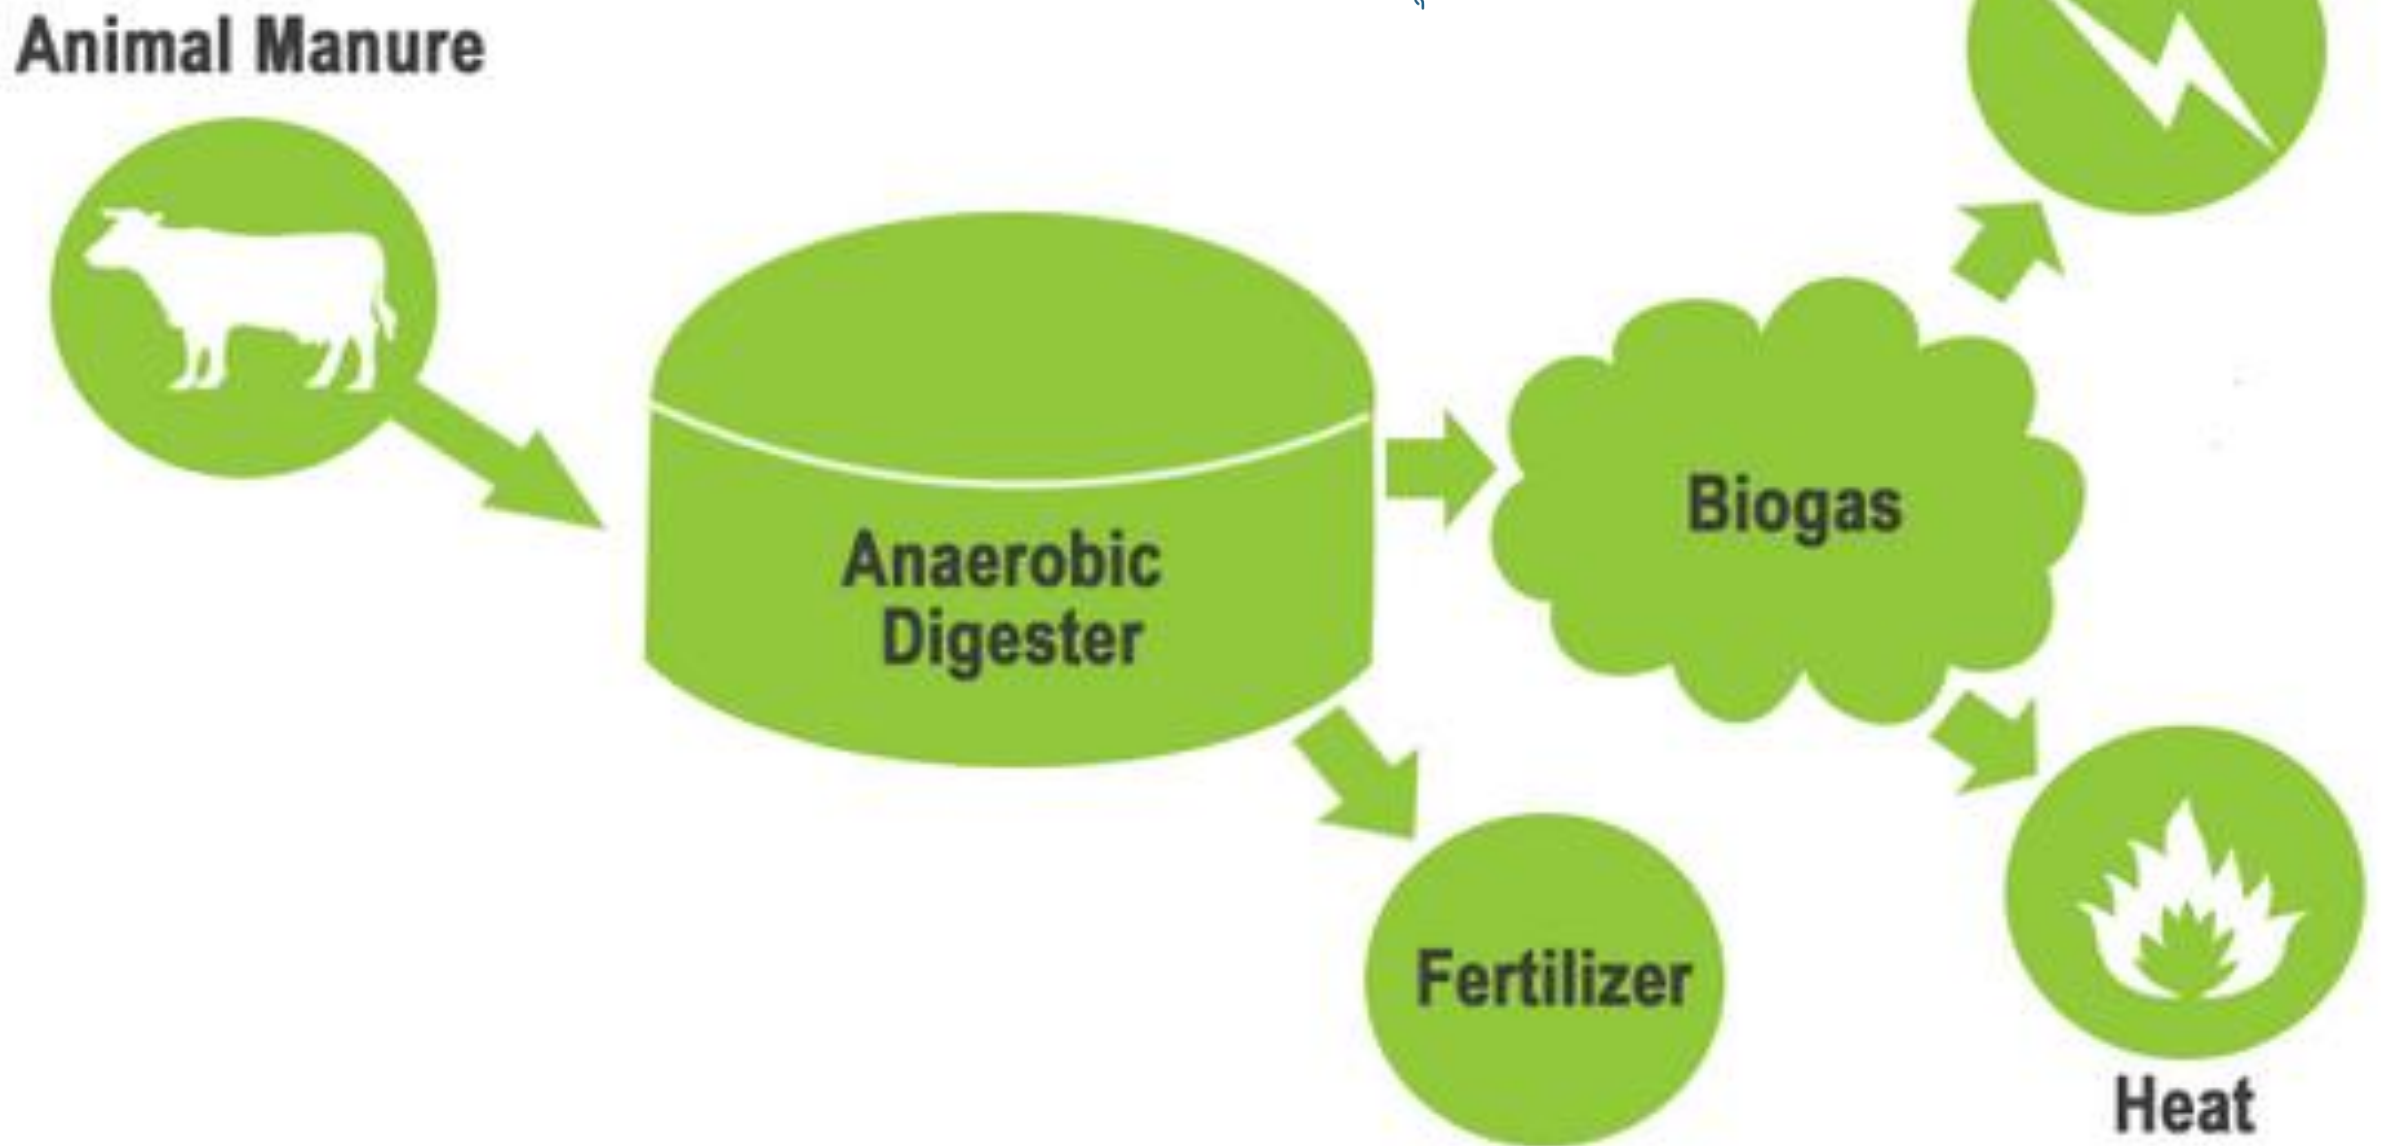 Animal Manure
Anaerobic
Digester
Biogas
Fertilizer
Heat